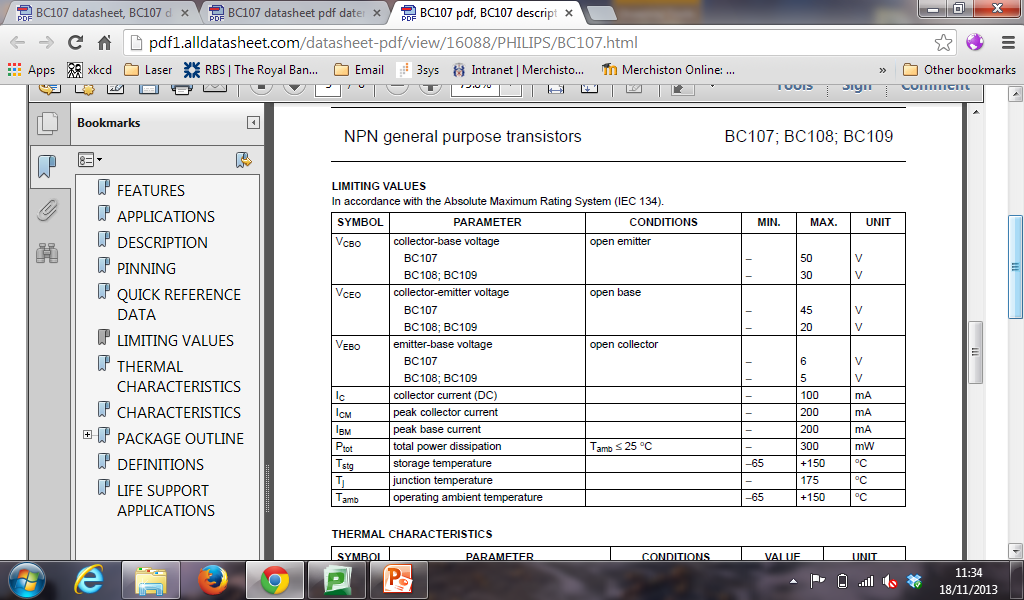 BC107 datasheet, BC107 d
BC107 datasheet pdf date
BC107 pdf, BC107 descript
pdf1.alldatasheet.com/datasheet-pdf/view/16088/PHILIPS/BC107.html
Apps xkcd Laser RBS | The Royal Ban... Email 3sys Intranet | Merchisto... Merchiston Online: ... » Other bookmarks
Tools Sign Comment
Bookmarks
FEATURES
APPLICATIONS
DESCRIPTION
PINNING
QUICK REFERENCE
DATA
LIMITING VALUES
THERMAL
CHARACTERISTICS
CHARACTERISTICS
PACKAGE OUTLINE
DEFINITIONS
LIFE SUPPORT
APPLICATIONS
NPN general purpose transistors BC107; BC108; BC109
LIMITING VALUES
In accordance with the Absolute Maximum Rating System (IEC 134).
SYMBOL PARAMETER CONDITIONS MIN. MAX. UNIT
VCBO collector-base voltage open emitter
BC107 – 50 V
BC108; BC109 – 30 V
VCEO collector-emitter voltage open base
BC107 – 45 V
BC108; BC109 – 20 V
VEBO emitter-base voltage open collector
BC107 – 6 V
BC108; BC109 – 5 V
IC collector current (DC) – 100 mA
ICM peak collector current – 200 mA
IBM peak base current – 200 mA
Ptot total power dissipation Tamb ≤ 25 °C – 300 mW
Tstg storage temperature –65 +150 °C
Tj junction temperature – 175 °C
Tamb operating ambient temperature –65 +150 °C
THERMAL CHARACTERISTICS
SYMBOL PARAMETER CONDITIONS VALUE UNIT
11:34
18/11/2013